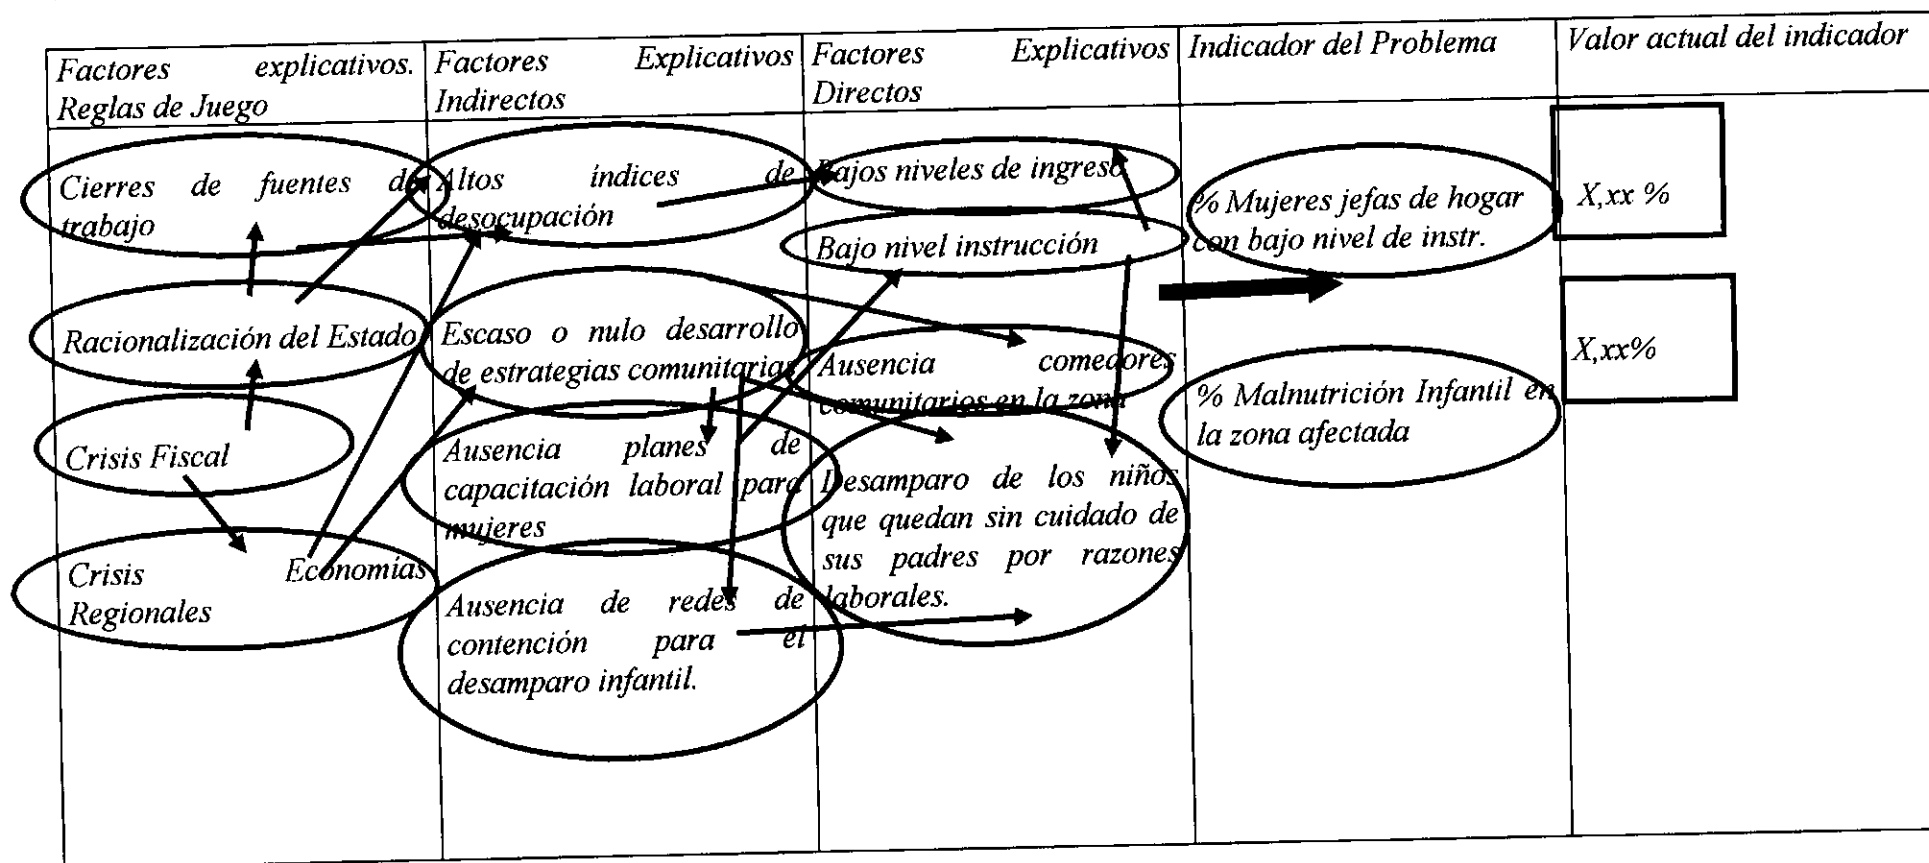 Factores explicativos.
Reglas de Juego
Factores Explicativos
Indirectos
Factores Explicativos
Directos
Indicador del Problema
Valor actual del indicador
Cierres de fuentes de
trabajo
Racionalización del Estado
Crisis Fiscal
Crisis Economías
Regionales
Altos índices de
desocupación
Escaso o nulo desarrollo
de estrategias comunitarias
Ausencia planes de
capacitación laboral para
mujeres
Ausencia de redes de
contención para el
desamparo infantil.
Bajos niveles de ingreso
Bajo nivel instrucción
Ausencia comedores
comunitarios en la zona
Desamparo de los niños
que quedan sin cuidado de
sus padres por razones
laborales.
% Mujeres jefas de hogar
con bajo nivel de instr.
% Malnutrición Infantil en
la zona afectada
X,xx %
X,xx%